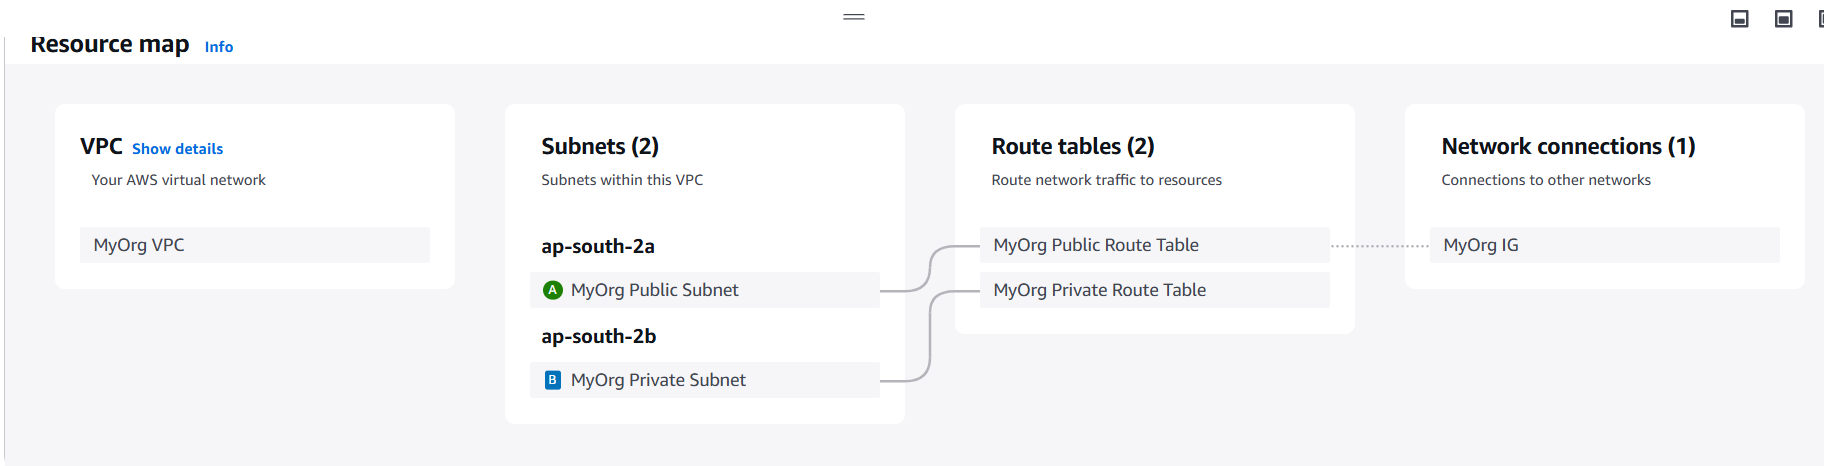 Resource map Info
VPC Show details
Your AWS virtual network
MyOrg VPC
Subnets (2)
Subnets within this VPC
ap-south-2a
A MyOrg Public Subnet
ap-south-2b
B MyOrg Private Subnet
Route tables (2)
Route network traffic to resources
MyOrg Public Route Table
MyOrg Private Route Table
Network connections (1)
Connections to other networks
MyOrg IG